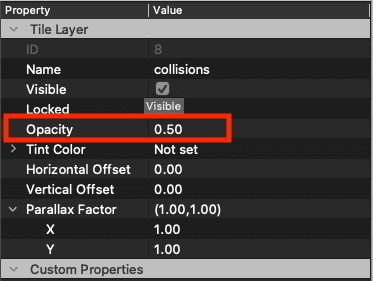 Property Value
Tile Layer
ID 8
Name collisions
Visible
Locked Visible
Opacity 0.50
Tint Color Not set
Horizontal Offset 0.00
Vertical Offset 0.00
Parallax Factor (1.00,1.00)
X 1.00
Y 1.00
Custom Properties